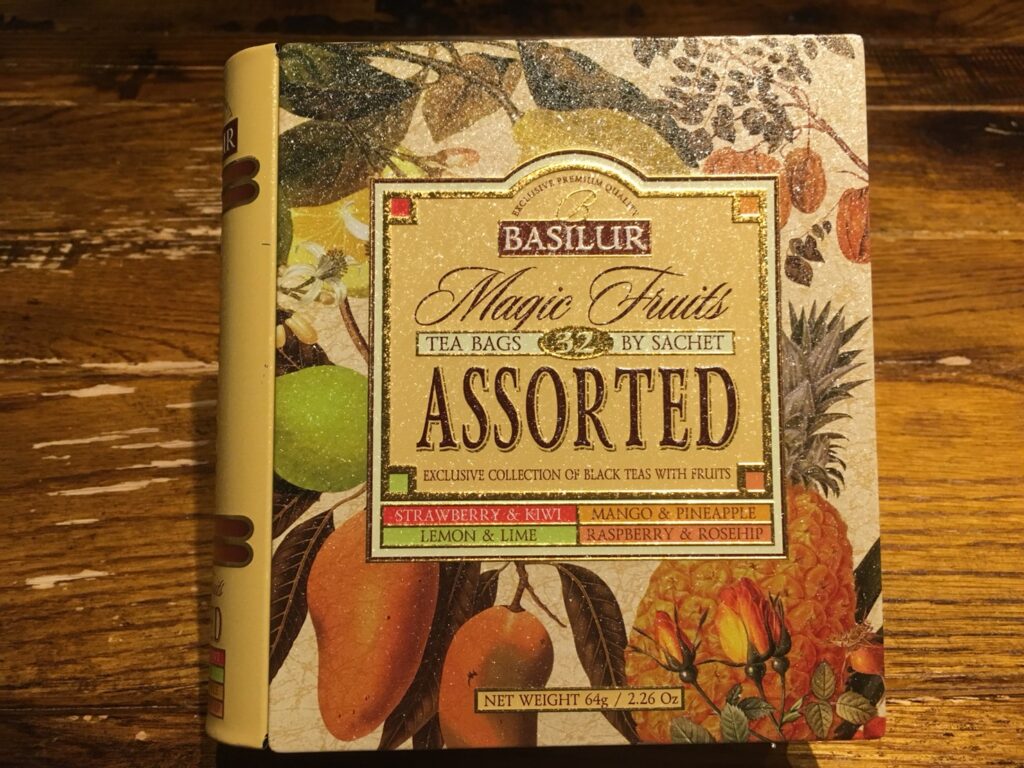 EXCLUSIVE PREMIUM QUALITY
B
BASILUR
Magic Fruits
TEA BAGS 32 BY SACHET
ASSORTED
EXCLUSIVE COLLECTION OF BLACK TEAS WITH FRUITS
STRAWBERRY & KIWI MANGO & PINEAPPLE
LEMON & LIME RASPBERRY & ROSEHIP
NET WEIGHT 64g / 2.26 Oz
UR
D